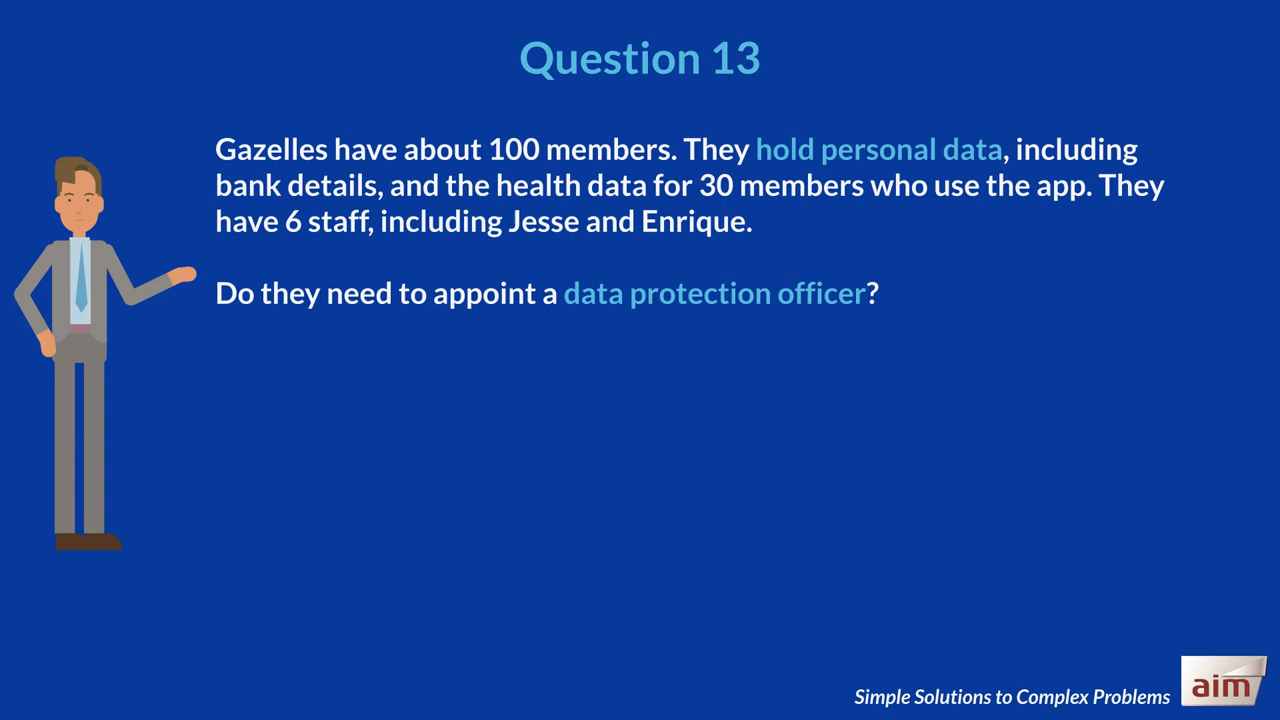 Question 13
Gazelles have about 100 members. They hold personal data, including
bank details, and the health data for 30 members who use the app. They
have 6 staff, including Jesse and Enrique.
Do they need to appoint a data protection officer?
Simple Solutions to Complex Problems
aim